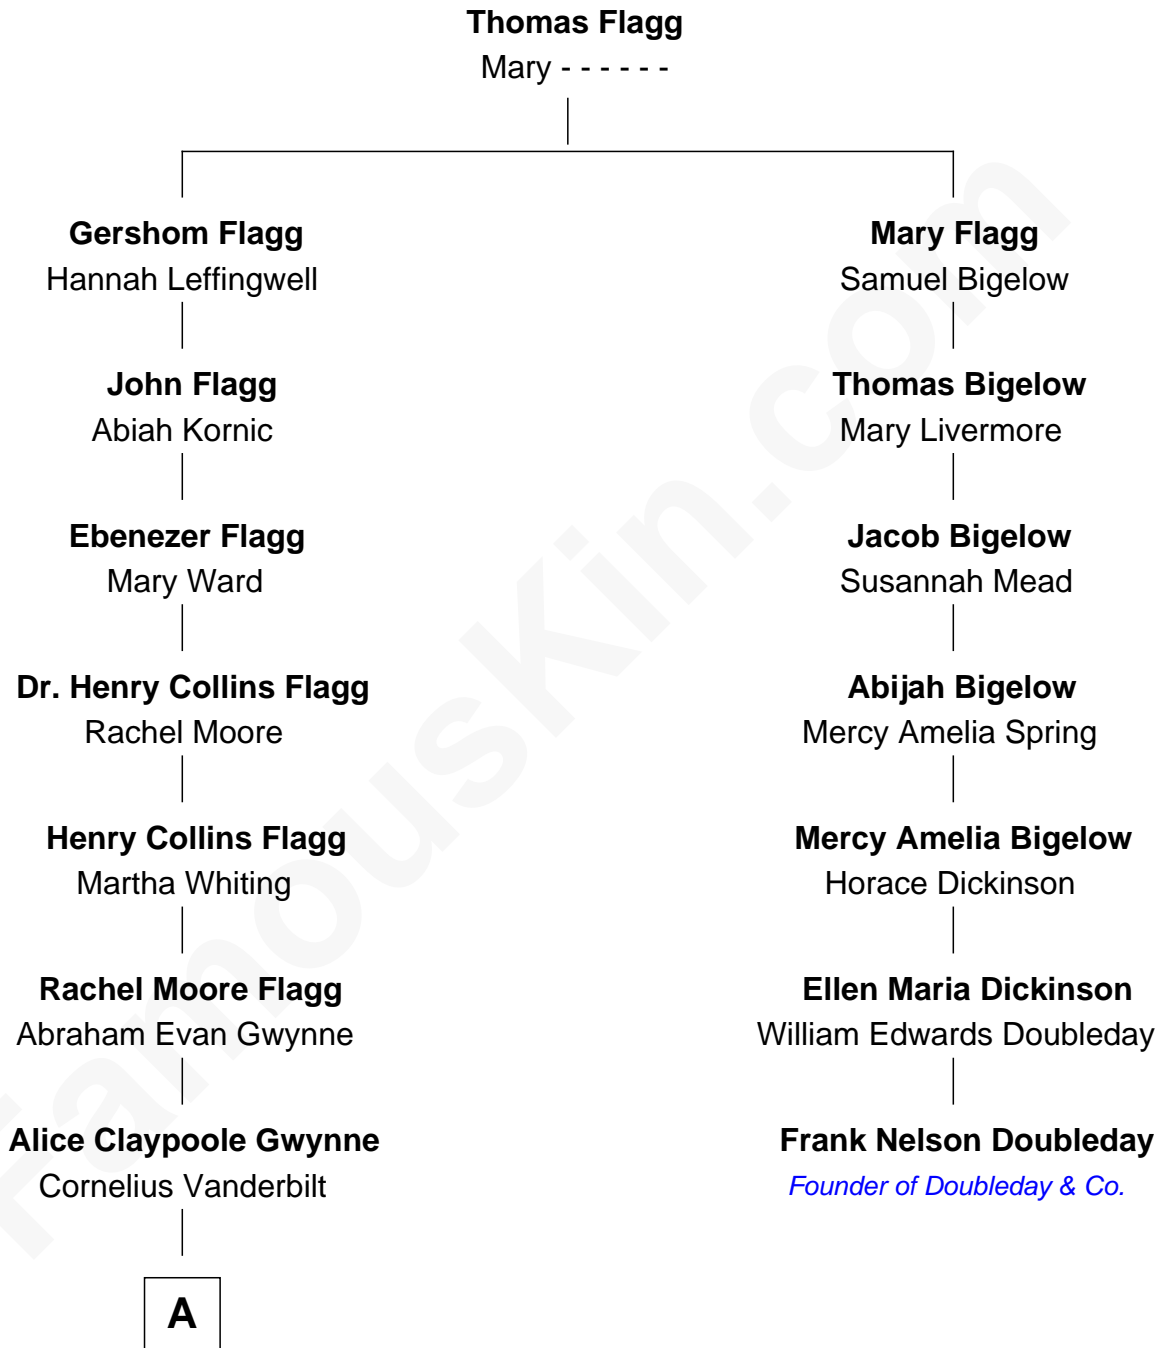 Thomas Flagg
Mary - - - - - -
Gershom Flagg
Hannah Leffingwell
Mary Flagg
Samuel Bigelow
John Flagg
Abiah Kornic
Thomas Bigelow
Mary Livermore
Ebenezer Flagg
Mary Ward
Jacob Bigelow
Susannah Mead
Dr. Henry Collins Flagg
Rachel Moore
Abijah Bigelow
Mercy Amelia Spring
Henry Collins Flagg
Martha Whiting
Mercy Amelia Bigelow
Horace Dickinson
Rachel Moore Flagg
Abraham Evan Gwynne
Ellen Maria Dickinson
William Edwards Doubleday
Alice Claypoole Gwynne
Cornelius Vanderbilt
Frank Nelson Doubleday
Founder of Doubleday & Co.
A
FamousKin.com